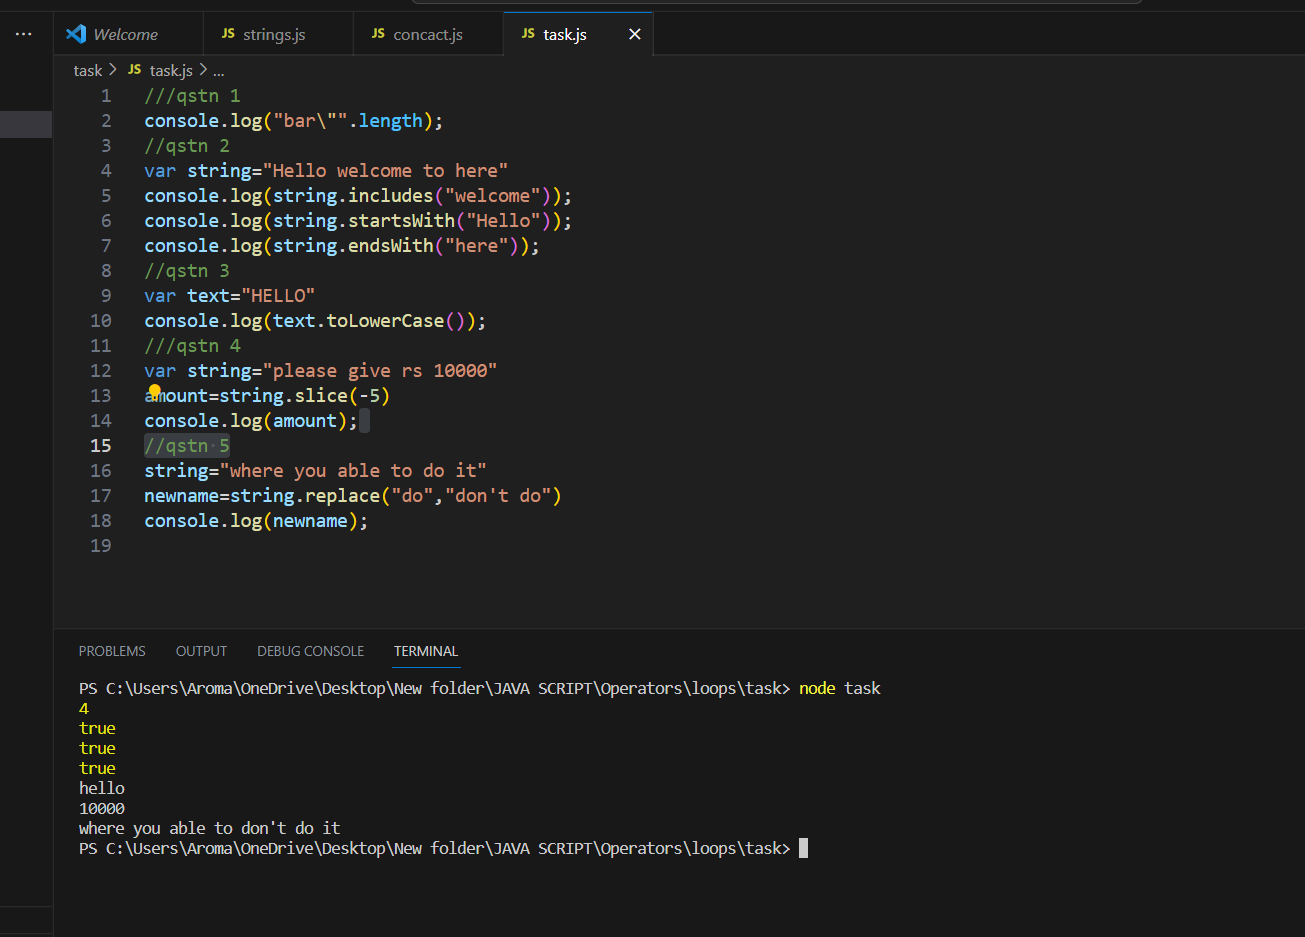 ... Welcome JS strings.js JS concact.js JS task.js ×
task > JS task.js > ...
1 ///qstn 1
2 console.log("bar\"".length);
3 //qstn 2
4 var string="Hello welcome to here"
5 console.log(string.includes("welcome"));
6 console.log(string.startsWith("Hello"));
7 console.log(string.endsWith("here"));
8 //qstn 3
9 var text="HELLO"
10 console.log(text.toLowerCase());
11 ///qstn 4
12 var string="please give rs 10000"
13 amount=string.slice(-5)
14 console.log(amount);
15 //qstn 5
16 string="where you able to do it"
17 newname=string.replace("do","don't do")
18 console.log(newname);
19
PROBLEMS OUTPUT DEBUG CONSOLE TERMINAL
PS C:\Users\Aroma\OneDrive\Desktop\New folder\JAVA SCRIPT\Operators\loops\task> node task
4
true
true
true
hello
10000
where you able to don't do it
PS C:\Users\Aroma\OneDrive\Desktop\New folder\JAVA SCRIPT\Operators\loops\task>